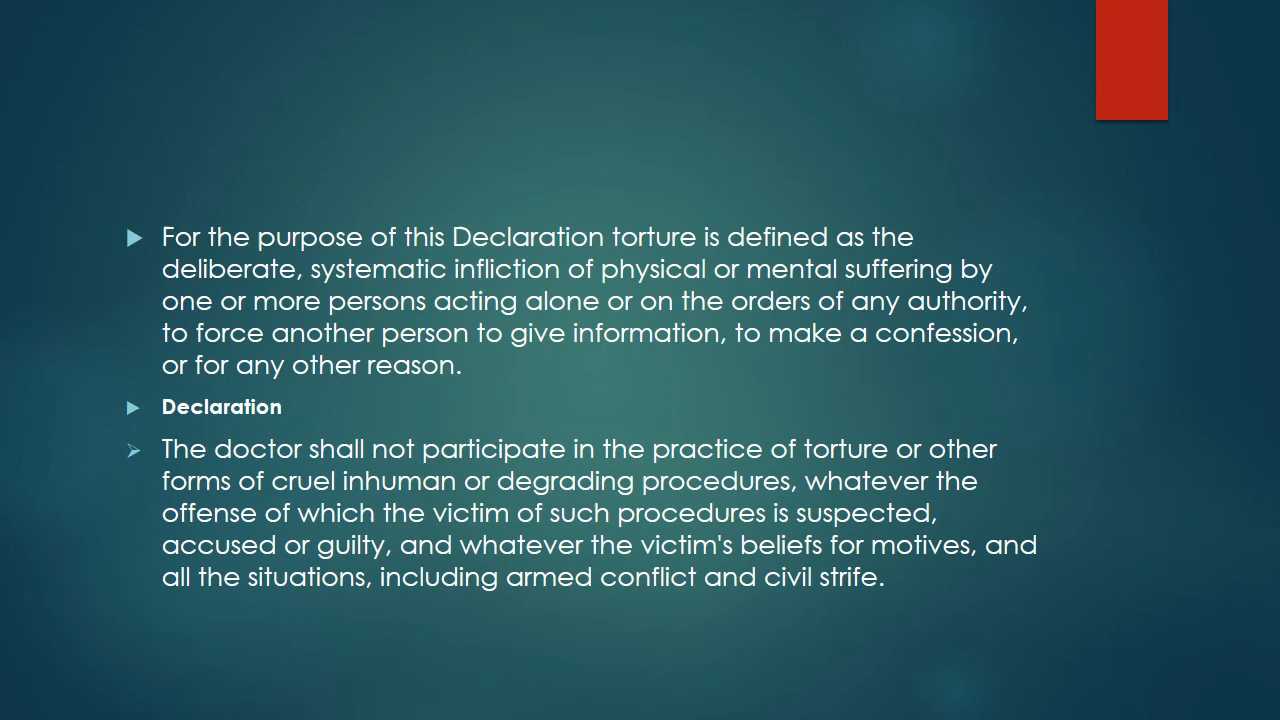 For the purpose of this Declaration torture is defined as the
deliberate, systematic infliction of physical or mental suffering by
one or more persons acting alone or on the orders of any authority,
to force another person to give information, to make a confession,
or for any other reason.
Declaration
The doctor shall not participate in the practice of torture or other
forms of cruel inhuman or degrading procedures, whatever the
offense of which the victim of such procedures is suspected,
accused or guilty, and whatever the victim's beliefs for motives, and
all the situations, including armed conflict and civil strife.